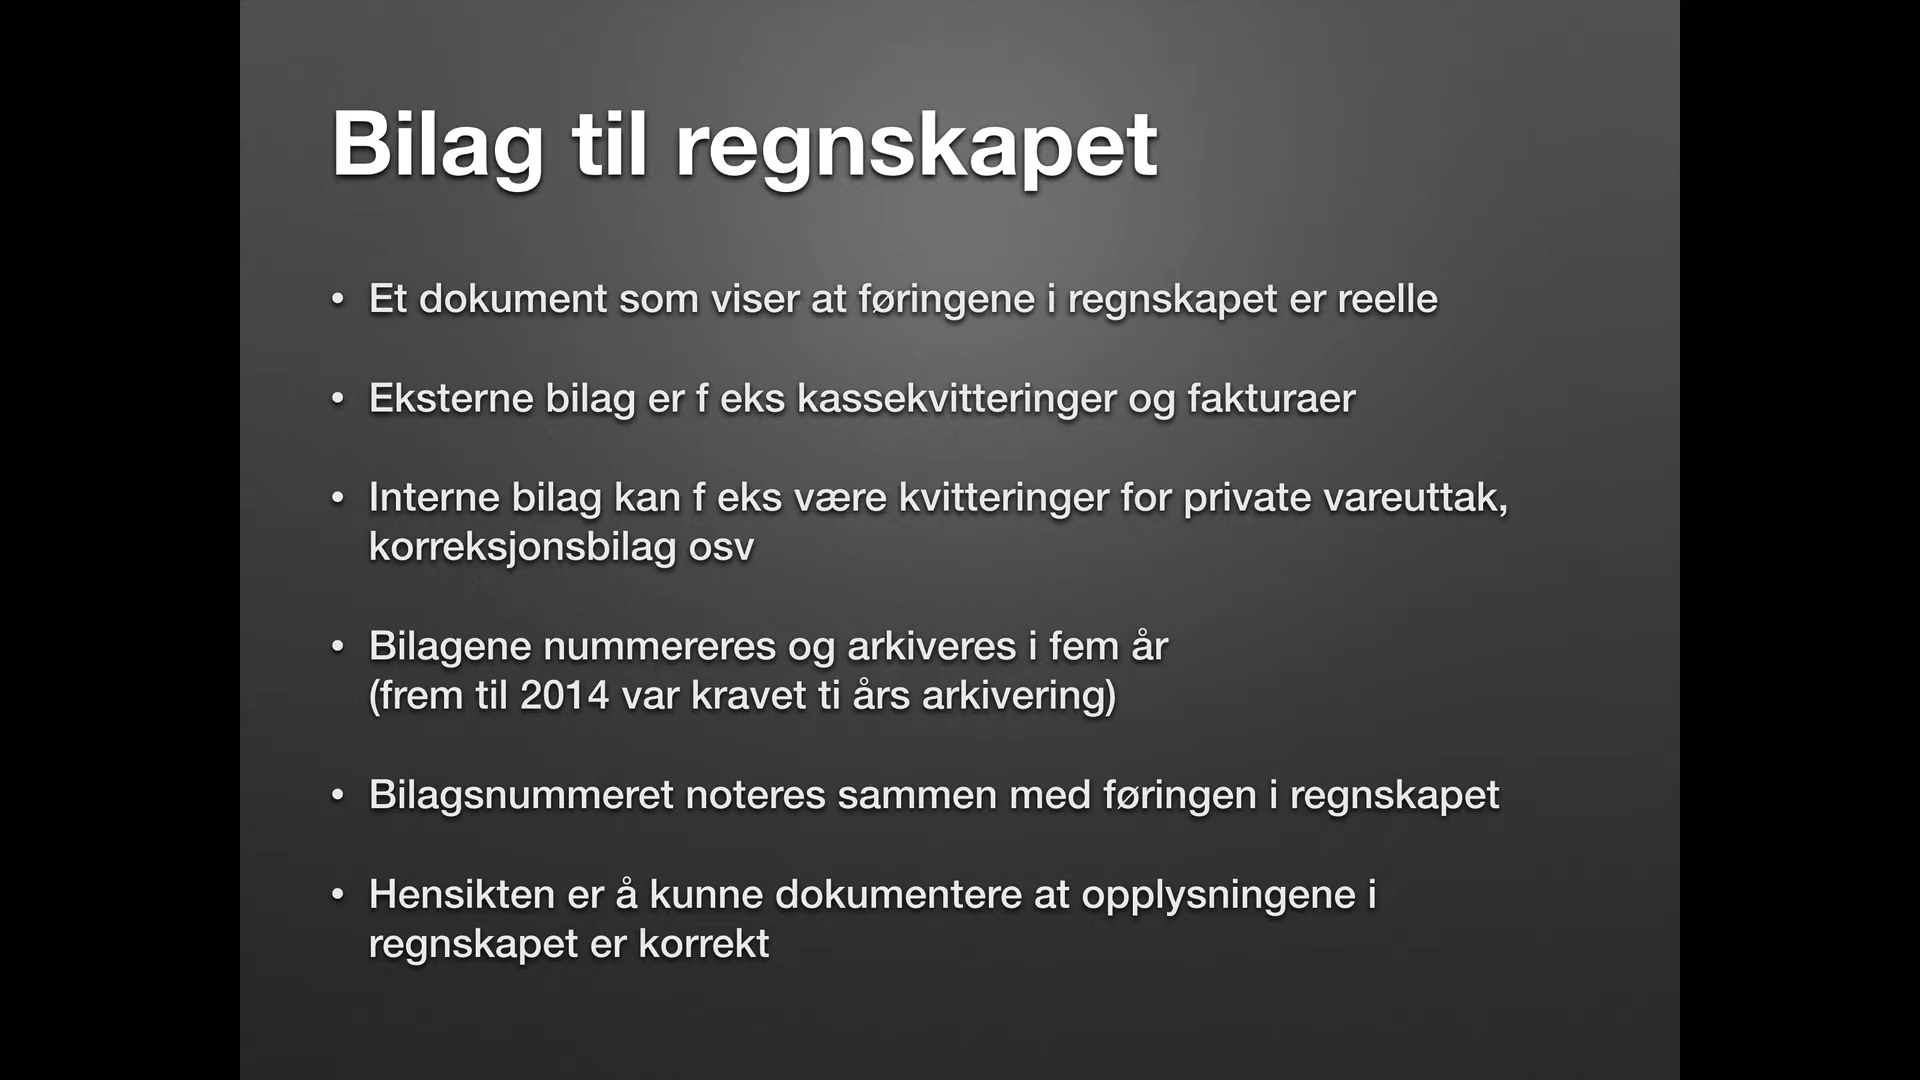 Bilag til regnskapet
• Et dokument som viser at føringene i regnskapet er reelle
• Eksterne bilag er f eks kassekvitteringer og fakturaer
• Interne bilag kan f eks være kvitteringer for private vareuttak,
korreksjonsbilag osv
• Bilagene nummereres og arkiveres i fem år
(frem til 2014 var kravet ti års arkivering)
• Bilagsnummeret noteres sammen med føringen i regnskapet
• Hensikten er å kunne dokumentere at opplysningene i
regnskapet er korrekt